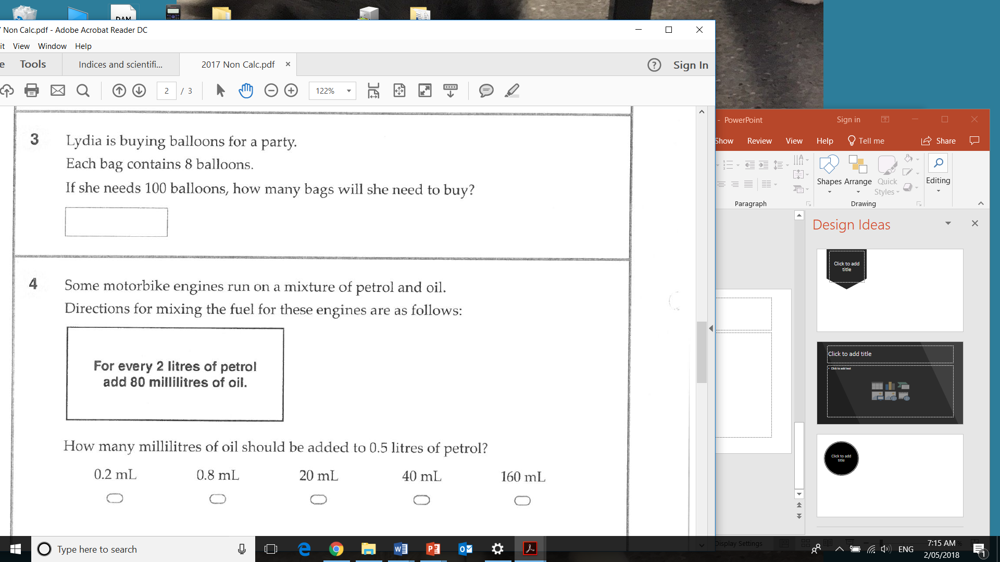 DAM
7 Non Calc.pdf - Adobe Acrobat Reader DC
it View Window Help
e Tools Indices and scientifi... 2017 Non Calc.pdf × Sign In
2 / 3 122%
3 Lydia is buying balloons for a party.
Each bag contains 8 balloons.
If she needs 100 balloons, how many bags will she need to buy?
4 Some motorbike engines run on a mixture of petrol and oil.
Directions for mixing the fuel for these engines are as follows:
For every 2 litres of petrol
add 80 millilitres of oil.
How many millilitres of oil should be added to 0.5 litres of petrol?
0.2 mL 0.8 mL 20 mL 40 mL 160 mL
- PowerPoint Sign in
Show Review View Help Tell me Share
Shapes Arrange Quick Styles Editing
Paragraph Drawing
Design Ideas
Click to add title
Click to add title
Click to add text
Click to add title
Display Settings
Type here to search
ENG
7:15 AM
2/05/2018
1